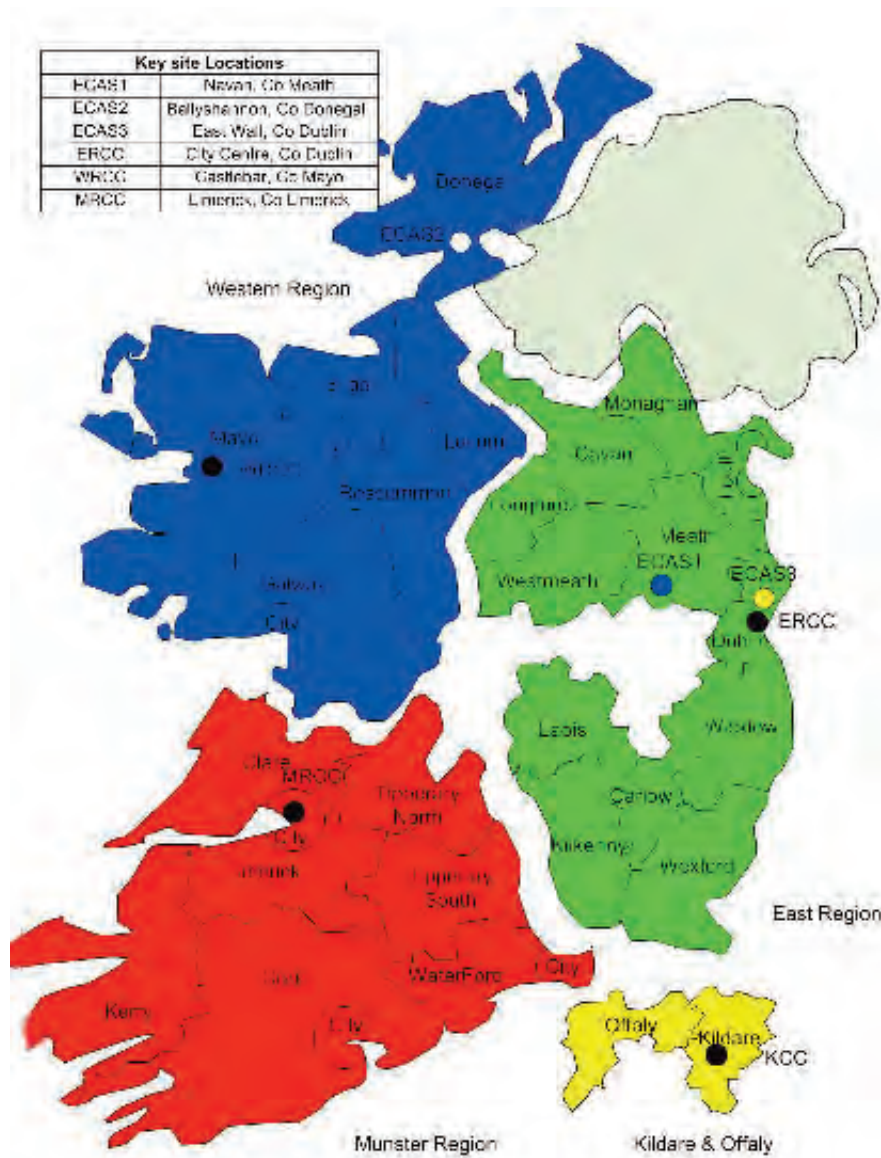 Key site Locations
ECAS1 Navan, Co Meath
ECAS2 Ballyshannon, Co Donegal
ECAS3 East Wall, Co Dublin
ERCC City Centre, Co Dublin
WRCC Castlebar, Co Mayo
MRCC Limerick, Co Limerick
Donegal
ECAS2
Western Region
Monaghan
Sligo
Mayo
Leitrim
Cavan
WRCC
Roscommon
Longford
Meath
ECAS1
ECAS3
Westmeath
Galway
City
ERCC
Dublin
Laois
Wicklow
Clare
MRCC
Tipperary
North
Carlow
City
Kilkenny
Limerick
Wexford
Tipperary
South
East Region
Cork
WaterFord
City
Kerry
City
Offaly
Kildare
KCC
Munster Region
Kildare & Offaly